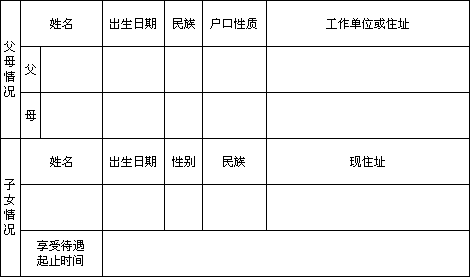 父母情况
姓名 出生日期 民族 户口性质 工作单位或住址
父
母
子女情况
姓名 出生日期 性别 民族 现住址
享受待遇
起止时间